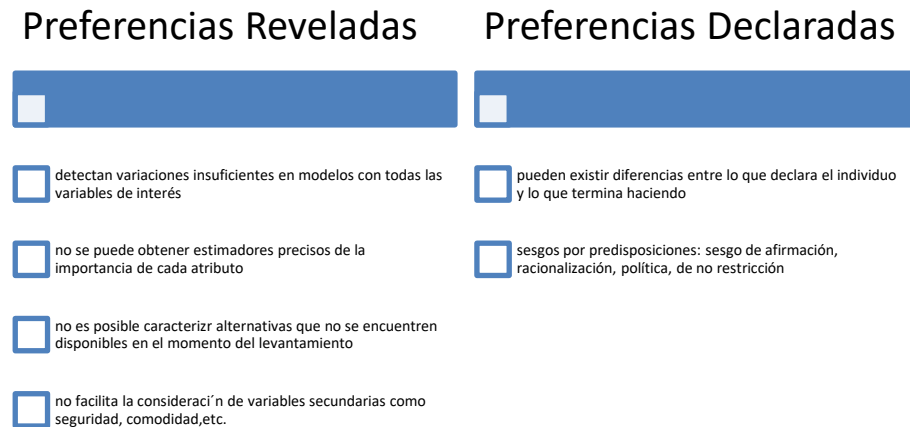 Preferencias Reveladas
detectan variaciones insuficientes en modelos con todas las
variables de interés
no se puede obtener estimadores precisos de la
importancia de cada atributo
no es posible caracterizr alternativas que no se encuentren
disponibles en el momento del levantamiento
no facilita la consideraci´n de variables secundarias como
seguridad, comodidad,etc.
Preferencias Declaradas
pueden existir diferencias entre lo que declara el individuo
y lo que termina haciendo
sesgos por predisposiciones: sesgo de afirmación,
racionalización, política, de no restricción